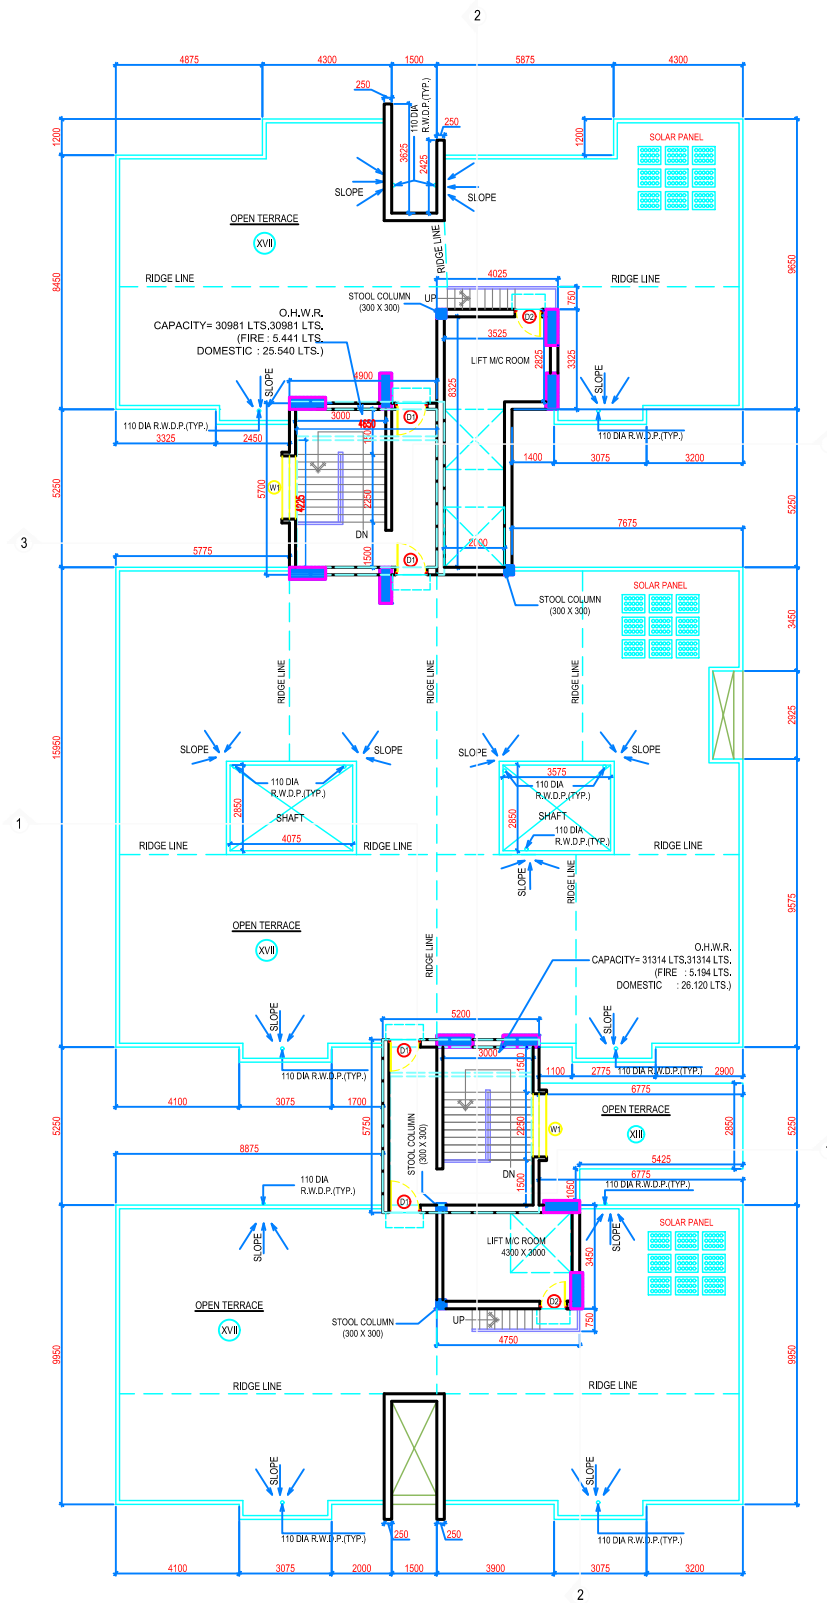 2
4875
4300
1500
5875
4300
250
110 DIA
R.W.D.P.(TYP.)
250
1200
3625
2425
1200
SOLAR PANEL
SLOPE
SLOPE
OPEN TERRACE
XVII
RIDGE LINE
8450
9650
RIDGE LINE
RIDGE LINE
4025
STOOL COLUMN
(300 X 300)
UP
750
O.H.W.R.
CAPACITY= 30981 LTS,30981 LTS.
(FIRE : 5.441 LTS.
DOMESTIC : 25.540 LTS.)
D2
3525
2825
3325
LIFT M/C ROOM
8325
SLOPE
4900
SLOPE
D1
3000
4650
1500
110 DIA R.W.D.P.(TYP.)
110 DIA R.W.D.P.(TYP.)
3325
2450
1400
3075
3200
5250
5700
W1
4225
2250
5250
DN
7675
3
1500
D1
2000
5775
SOLAR PANEL
STOOL COLUMN
(300 X 300)
3450
RIDGE LINE
RIDGE LINE
RIDGE LINE
2925
15950
SLOPE
SLOPE
SLOPE
SLOPE
110 DIA
R.W.D.P.(TYP.)
3575
110 DIA
R.W.D.P.(TYP.)
2850
SHAFT
2850
SHAFT
1
4075
110 DIA
R.W.D.P.(TYP.)
RIDGE LINE
RIDGE LINE
RIDGE LINE
SLOPE
RIDGE LINE
9575
OPEN TERRACE
XVII
RIDGE LINE
O.H.W.R.
CAPACITY= 31314 LTS,31314 LTS.
(FIRE : 5.194 LTS.
DOMESTIC : 26.120 LTS.)
SLOPE
5200
SLOPE
D1
3000
1500
110 DIA R.W.D.P.(TYP.)
1100
2775
110 DIA R.W.D.P.(TYP.)
2900
4100
3075
1700
6775
5250
5750
STOOL COLUMN
(300 X 300)
2250
W1
OPEN TERRACE
XIII
2850
5250
8875
5425
DN
1500
6775
110 DIA
R.W.D.P.(TYP.)
D1
1050
110 DIA R.W.D.P.(TYP.)
SLOPE
SLOPE
SOLAR PANEL
LIFT M/C ROOM
4300 X 3000
3450
OPEN TERRACE
XVII
D2
STOOL COLUMN
(300 X 300)
UP
750
4750
9950
9950
RIDGE LINE
RIDGE LINE
SLOPE
SLOPE
110 DIA R.W.D.P.(TYP.)
250
250
110 DIA R.W.D.P.(TYP.)
4100
3075
2000
1500
3900
3075
3200
2